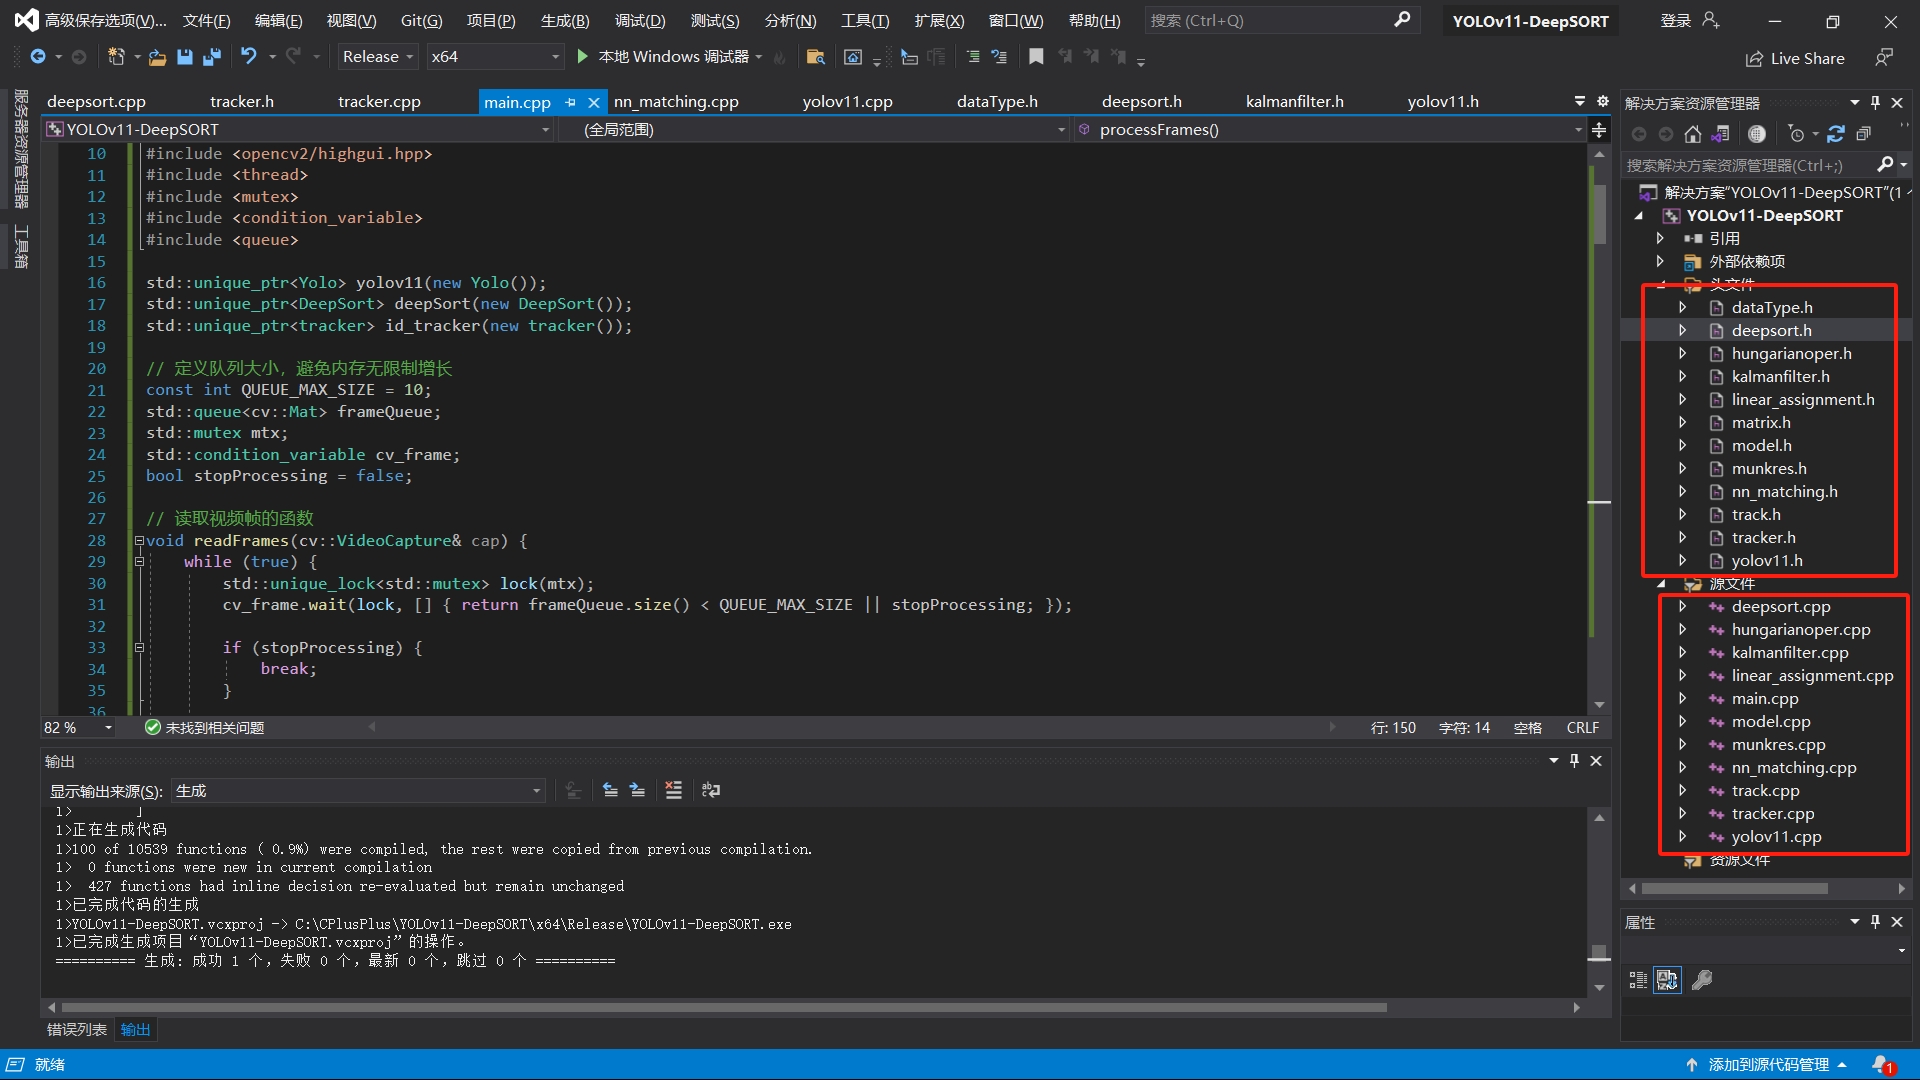 高级保存选项(V)... 文件(F) 编辑(E) 视图(V) Git(G) 项目(P) 生成(B) 调试(D) 测试(S) 分析(N) 工具(T) 扩展(X) 窗口(W) 帮助(H) 搜索 (Ctrl+Q) YOLOv11-DeepSORT 登录
Release x64 本地 Windows 调试器 Live Share
服务器资源管理器
工具箱
deepsort.cpp tracker.h tracker.cpp main.cpp nn_matching.cpp yolov11.cpp dataType.h deepsort.h kalmanfilter.h yolov11.h
YOLOv11-DeepSORT (全局范围) processFrames()
10 #include <opencv2/highgui.hpp>
11 #include <thread>
12 #include <mutex>
13 #include <condition_variable>
14 #include <queue>
15
16 std::unique_ptr<Yolo> yolov11(new Yolo());
17 std::unique_ptr<DeepSort> deepSort(new DeepSort());
18 std::unique_ptr<tracker> id_tracker(new tracker());
19
20 // 定义队列大小，避免内存无限制增长
21 const int QUEUE_MAX_SIZE = 10;
22 std::queue<cv::Mat> frameQueue;
23 std::mutex mtx;
24 std::condition_variable cv_frame;
25 bool stopProcessing = false;
26
27 // 读取视频帧的函数
28 void readFrames(cv::VideoCapture& cap) {
29 while (true) {
30 std::unique_lock<std::mutex> lock(mtx);
31 cv_frame.wait(lock, [] { return frameQueue.size() < QUEUE_MAX_SIZE || stopProcessing; });
32
33 if (stopProcessing) {
34 break;
35 }
36
82 % 未找到相关问题 行: 150 字符: 14 空格 CRLF
输出
显示输出来源(S): 生成
1> ]
1>正在生成代码
1>100 of 10539 functions ( 0.9%) were compiled, the rest were copied from previous compilation.
1> 0 functions were new in current compilation
1> 427 functions had inline decision re-evaluated but remain unchanged
1>已完成代码的生成
1>YOLOv11-DeepSORT.vcxproj -> C:\CPlusPlus\YOLOv11-DeepSORT\x64\Release\YOLOv11-DeepSORT.exe
1>已完成生成项目“YOLOv11-DeepSORT.vcxproj”的操作。
========== 生成: 成功 1 个，失败 0 个，最新 0 个，跳过 0 个 ==========
错误列表 输出
解决方案资源管理器
搜索解决方案资源管理器(Ctrl+;)
解决方案“YOLOv11-DeepSORT”(1 个
YOLOv11-DeepSORT
引用
外部依赖项
头文件
dataType.h
deepsort.h
hungarianoper.h
kalmanfilter.h
linear_assignment.h
matrix.h
model.h
munkres.h
nn_matching.h
track.h
tracker.h
yolov11.h
源文件
deepsort.cpp
hungarianoper.cpp
kalmanfilter.cpp
linear_assignment.cpp
main.cpp
model.cpp
munkres.cpp
nn_matching.cpp
track.cpp
tracker.cpp
yolov11.cpp
资源文件
属性
就绪 添加到源代码管理 1